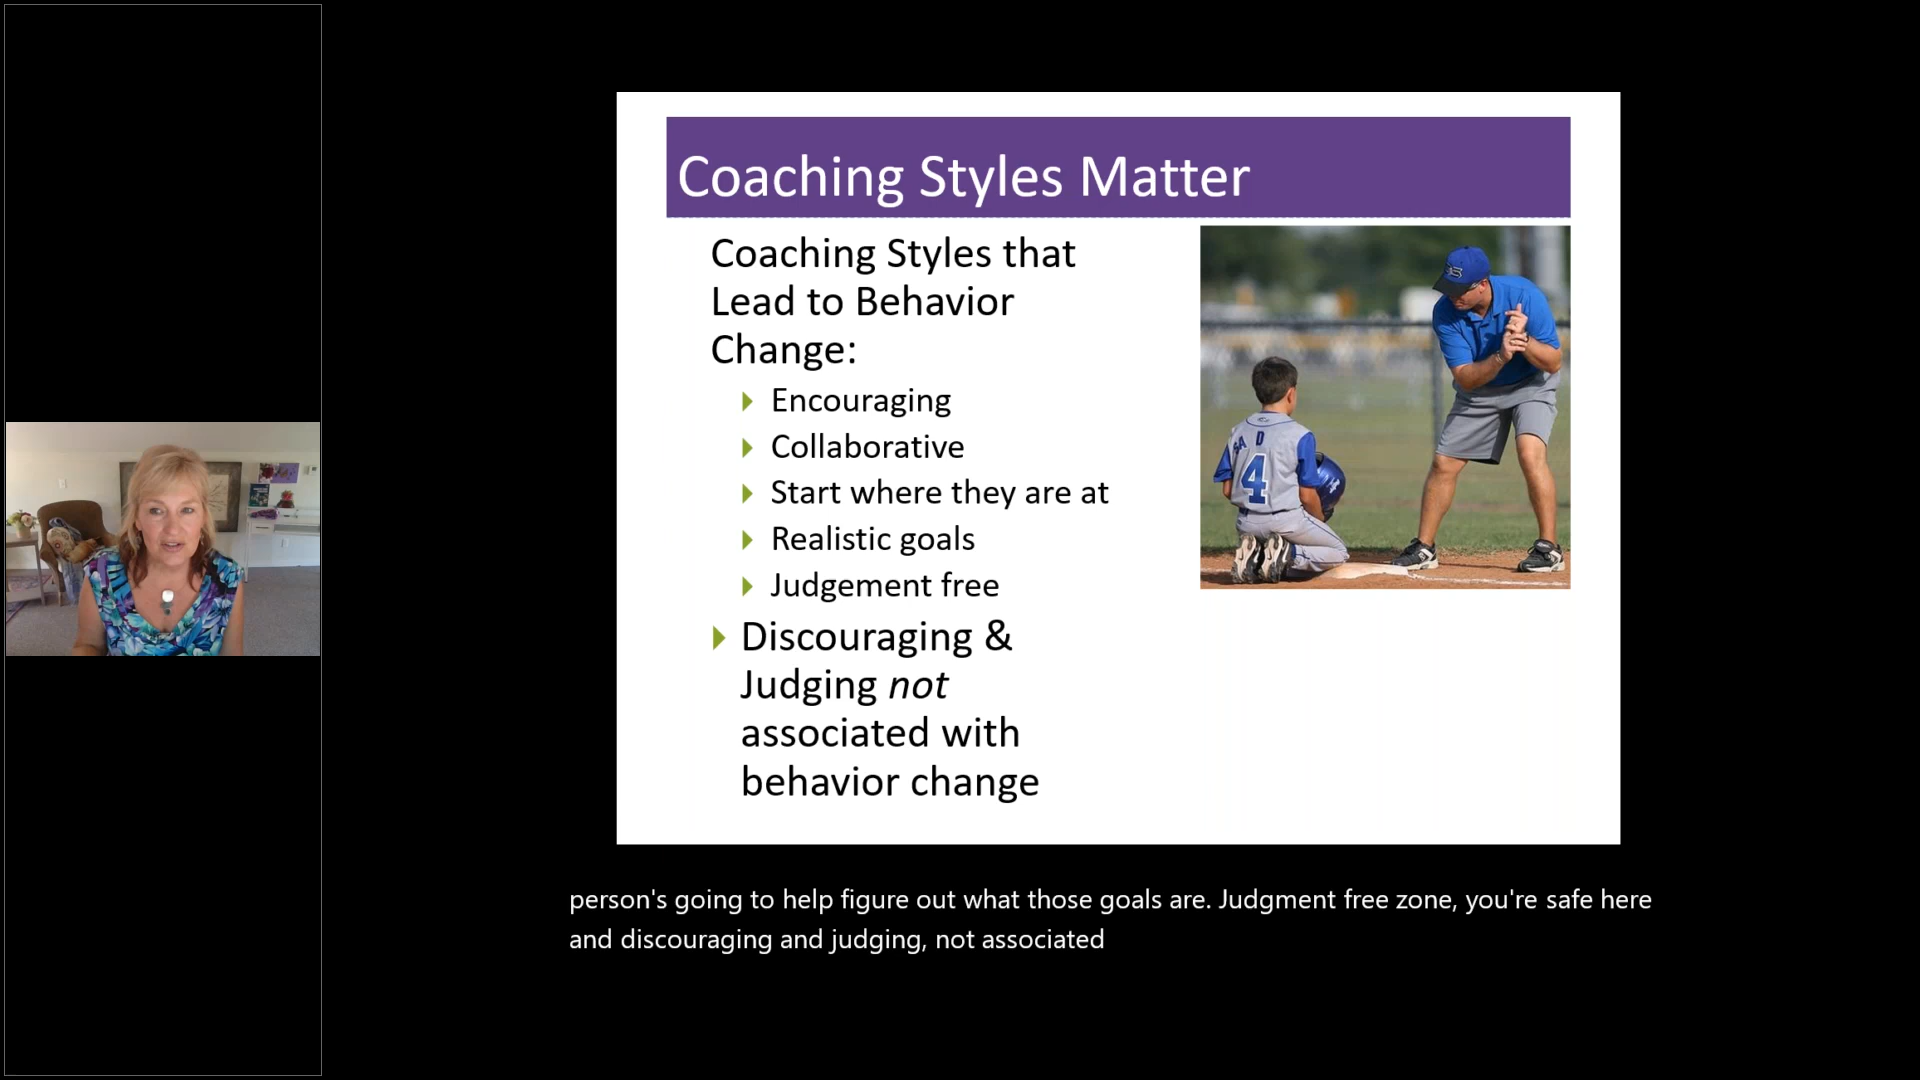 Coaching Styles Matter
Coaching Styles that
Lead to Behavior
Change:
Encouraging
Collaborative
Start where they are at
Realistic goals
Judgement free
Discouraging &
Judging not
associated with
behavior change
4
person's going to help figure out what those goals are. Judgment free zone, you're safe here
and discouraging and judging, not associated